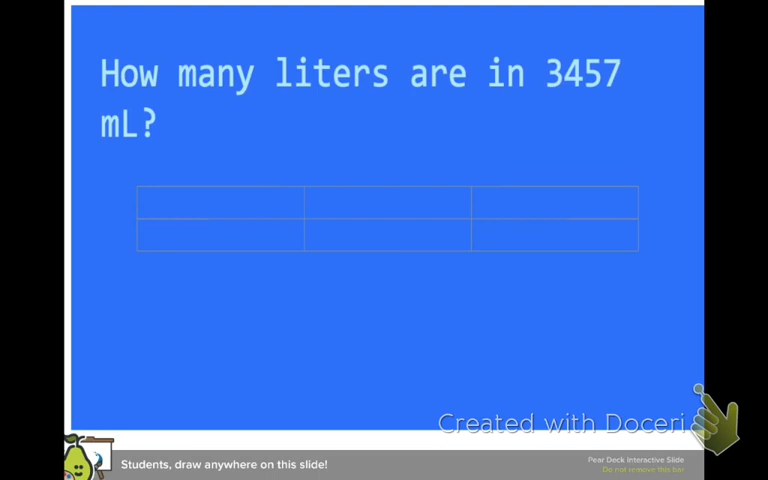 How many liters are in 3457
mL?
Created with Doceri
Students, draw anywhere on this slide!
Pear Deck Interactive Slide
Do not remove this bar